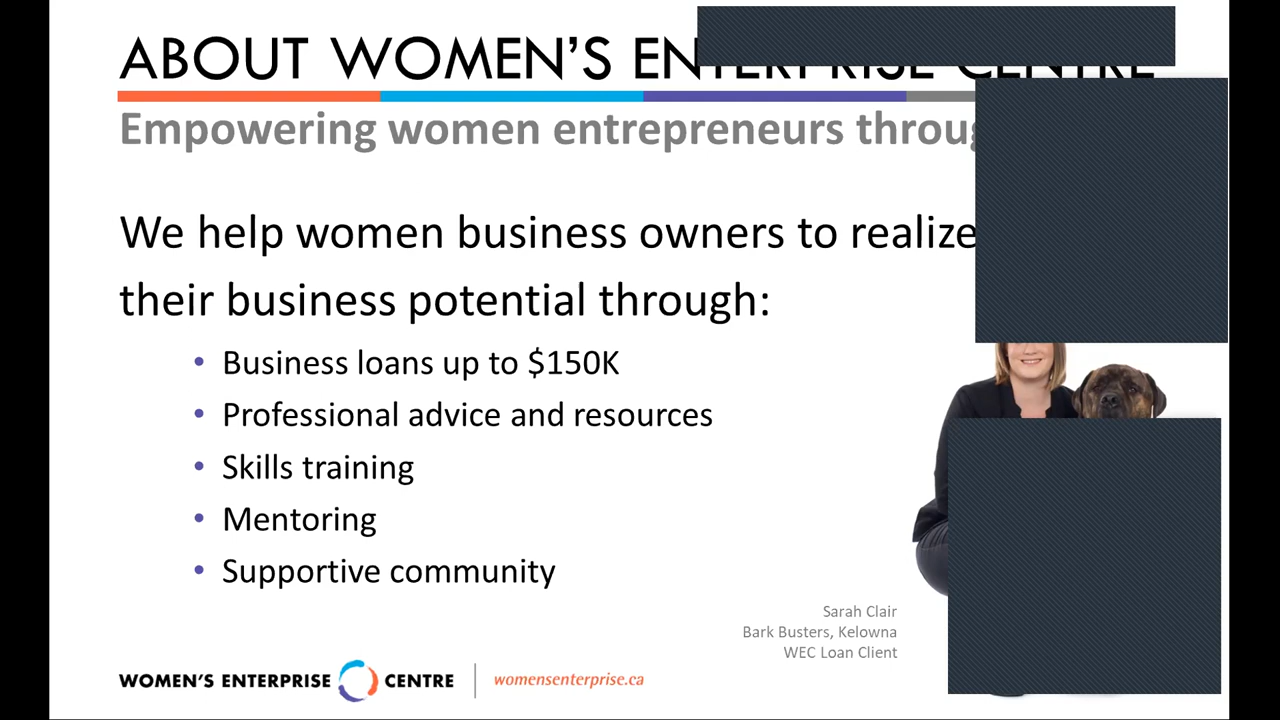 ABOUT WOMEN'S ENTERPRISE CENTRE
Empowering women entrepreneurs
We help women business owners to realize
their business potential through:
• Business loans up to $150K
• Professional advice and resources
• Skills training
• Mentoring
• Supportive community
Sarah Clair
Bark Busters, Kelowna
WEC Loan Client
WOMEN'S ENTERPRISE CENTRE | womensenterprise.ca